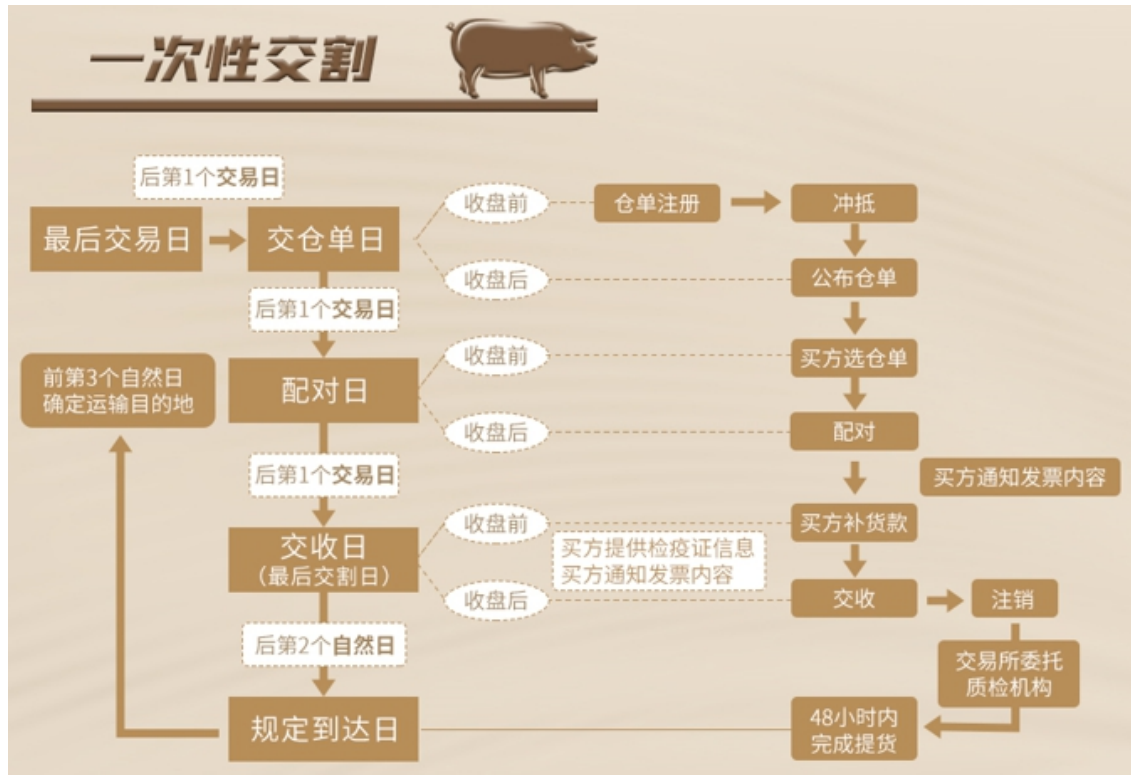 一次性交割
后第1个交易日
最后交易日
交仓单日
收盘前
仓单注册
冲抵
收盘后
公布仓单
后第1个交易日
前第3个自然日
确定运输目的地
配对日
收盘前
买方选仓单
收盘后
配对
后第1个交易日
买方通知发票内容
交收日
（最后交割日）
收盘前
买方提供检疫证信息
买方通知发票内容
买方补货款
收盘后
交收
注销
后第2个自然日
交易所委托
质检机构
规定到达日
48小时内
完成提货